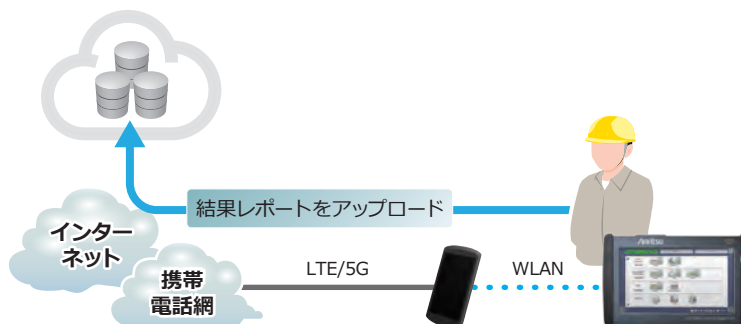 結果レポートをアップロード
インター
ネット
携帯
電話網
LTE/5G
WLAN
Anritsu